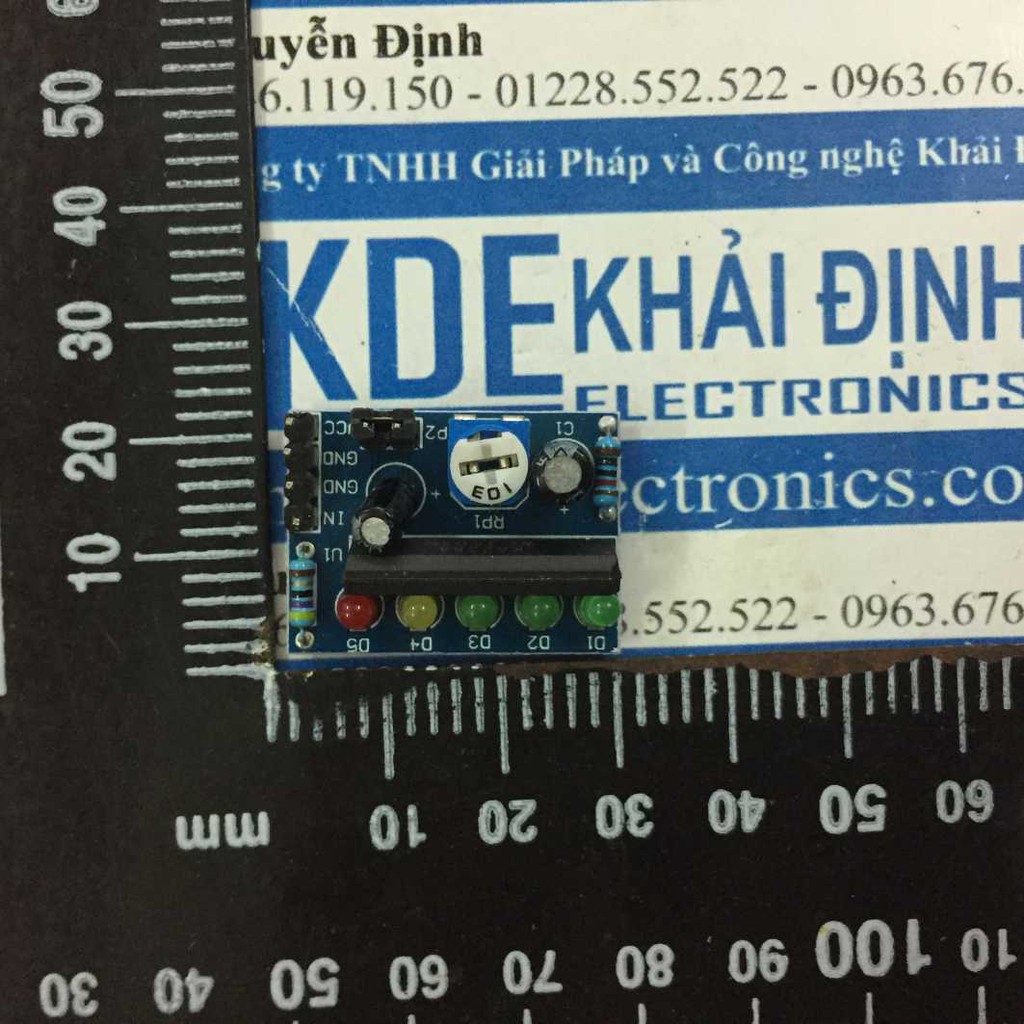 uyễn Định
6.119.150 - 01228.552.522 - 0963.676.
g ty TNHH Giải Pháp và Công nghệ Khải
KDE KHẢI ĐỊNH
ELECTRONICS
ectronics.co
.552.522 - 0963.676
50
40
30
20
10
VCC
GND
GND
IN
P2
C1
+
+
RP1
E01
U1
D5 D4 D3 D2 D1
mm 10 20 30 40 50 60
30 40 50 60 70 80 90 100 10